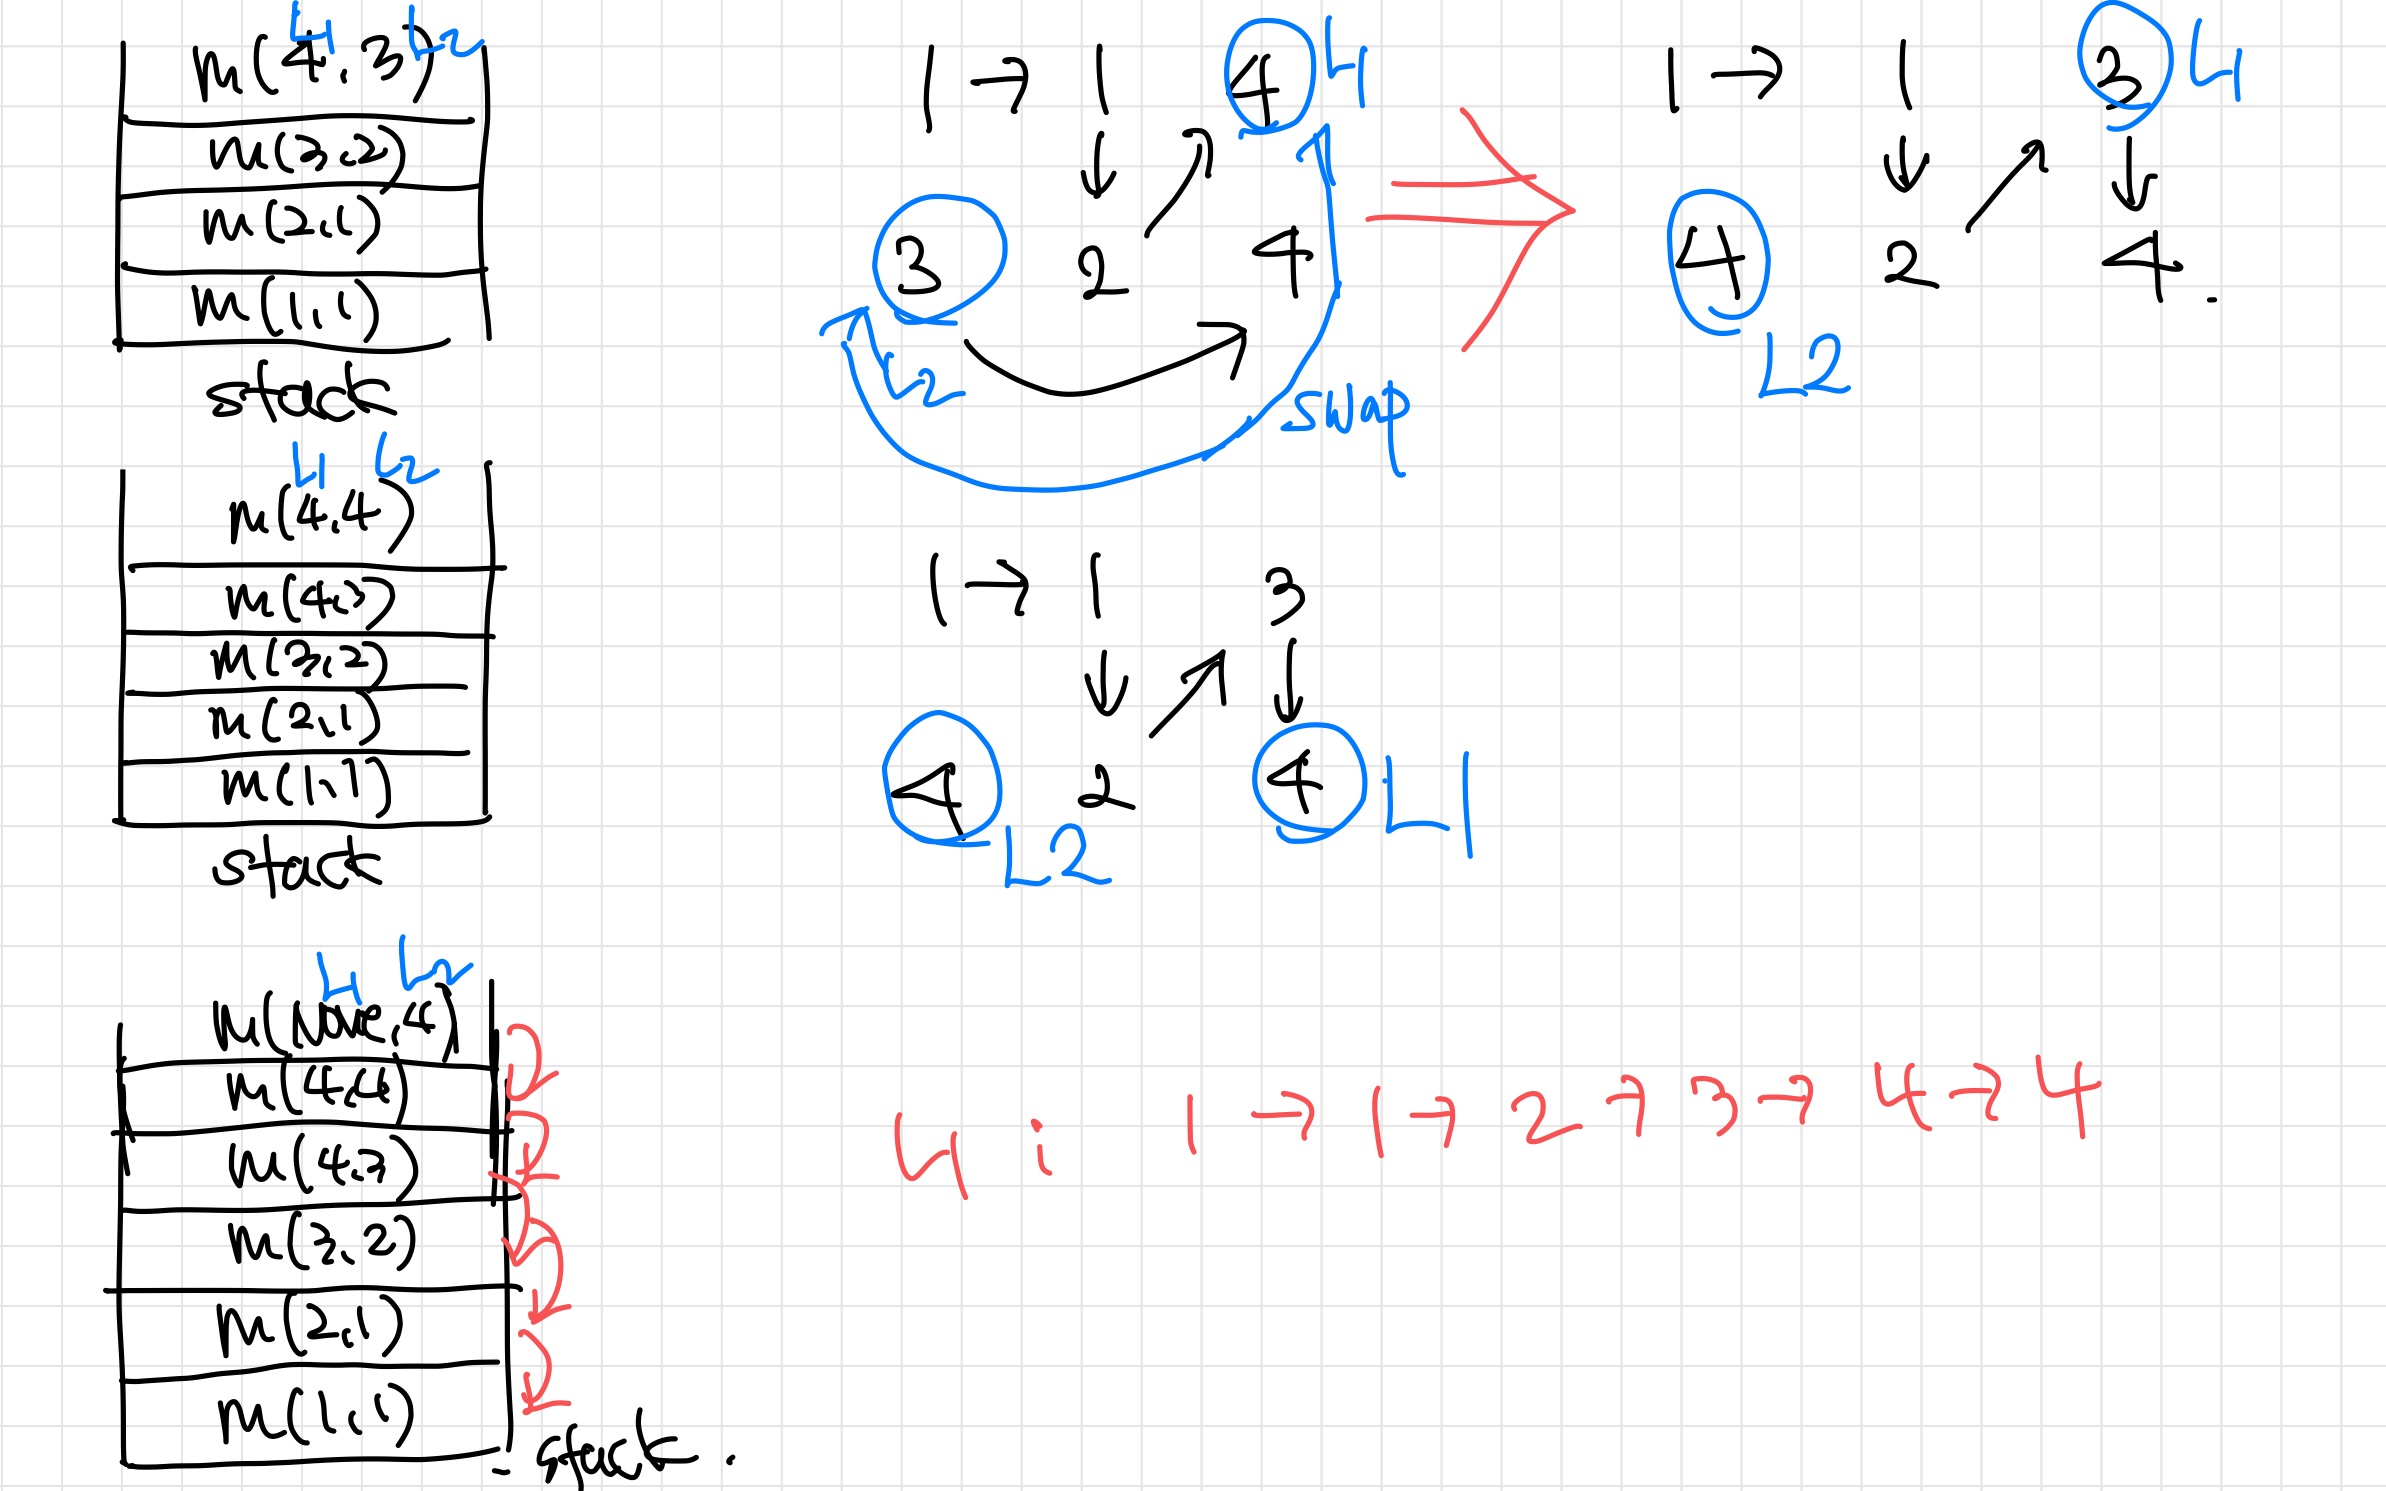 L1 L2
m(4,3)
m(3,2)
m(2,1)
m(1,1)
stack
1 → 1 4 L1
3 2 4
L2
swap
1 → 1 3 L1
4 2 4
L2
L1 L2
m(4,4)
m(4,3)
m(3,2)
m(2,1)
m(1,1)
stack
1 → 1 3
4 2 4 L1
L2
L1 L2
m(None,4)
m(4,4)
m(4,3)
m(3,2)
m(2,1)
m(1,1)
stack.
L1: 1 → 1 → 2 → 3 → 4 → 4